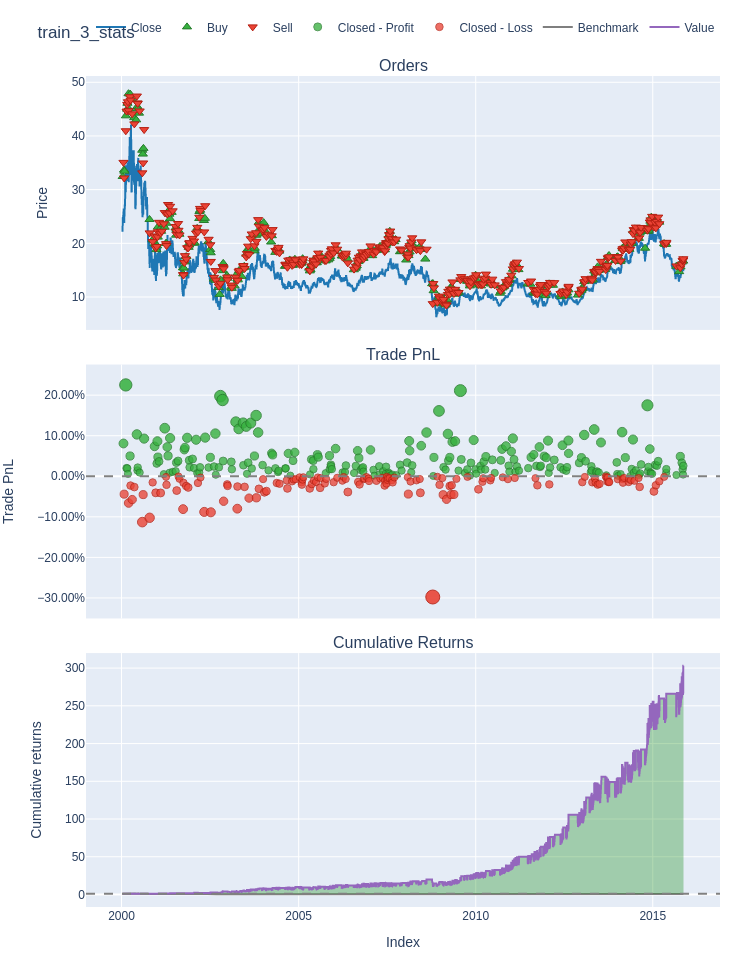 train_3_stats
Close Buy Sell Closed - Profit Closed - Loss Benchmark Value
Orders
50
40
30
20
10
Price
Trade PnL
20.00%
10.00%
0.00%
−10.00%
−20.00%
−30.00%
Trade PnL
Cumulative Returns
300
250
200
150
100
50
0
Cumulative returns
2000 2005 2010 2015
Index